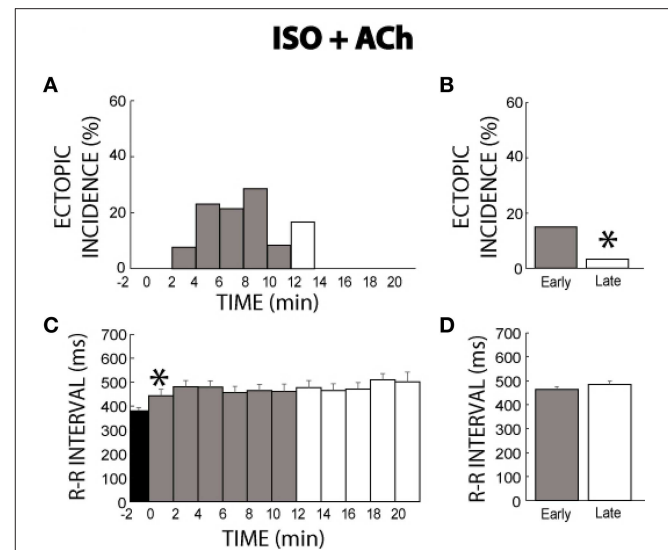 ISO + ACh
A
60
40
20
0
ECTOPIC
INCIDENCE (%)
-2 0 2 4 6 8 10 12 14 16 18 20
TIME (min)
B
60
40
20
0
ECTOPIC
INCIDENCE (%)
*
Early Late
C
700
600
500
400
300
200
100
0
R-R INTERVAL (ms)
*
-2 0 2 4 6 8 10 12 14 16 18 20
TIME (min)
D
700
600
500
400
300
200
100
0
R-R INTERVAL (ms)
Early Late